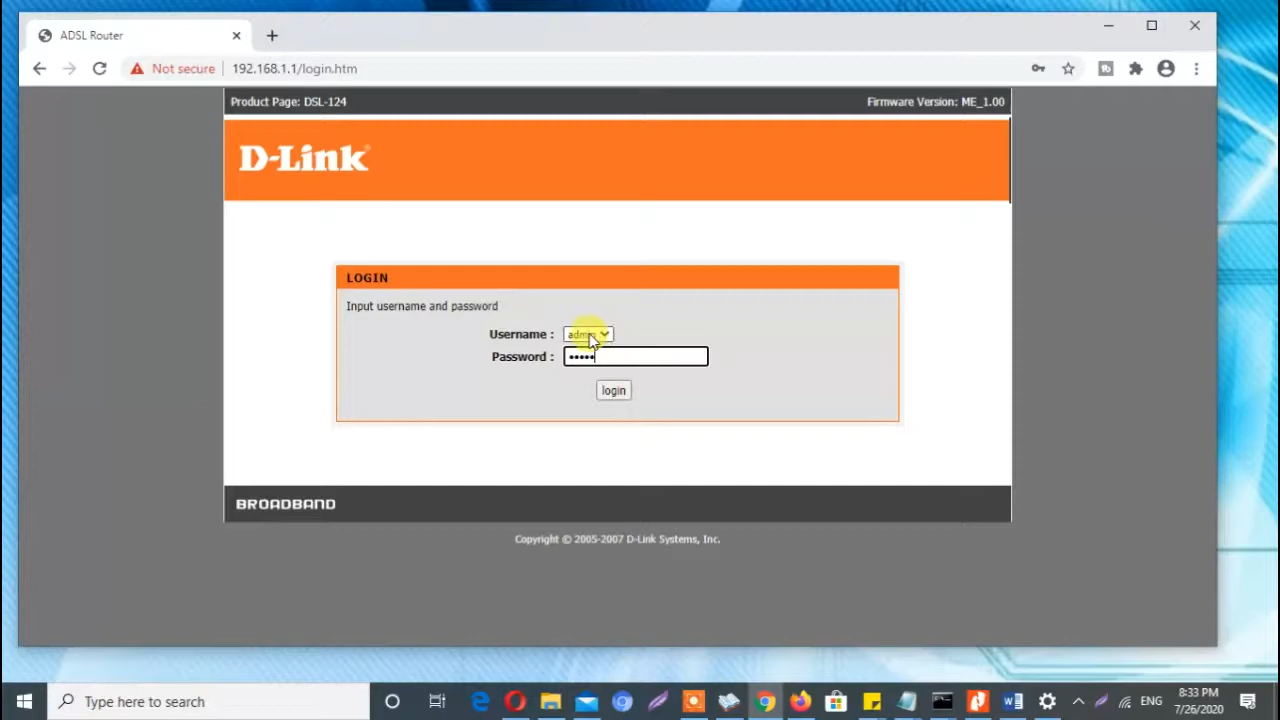 ADSL Router
Not secure
192.168.1.1/login.htm
Product Page: DSL-124
Firmware Version: ME_1.00
D-Link
LOGIN
Input username and password
Username : admin
Password : •••••
login
BROADBAND
Copyright © 2005-2007 D-Link Systems, Inc.
Type here to search
ENG
8:33 PM
7/26/2020